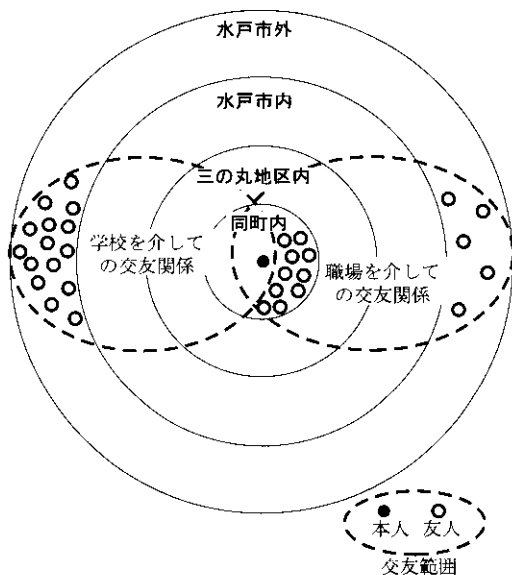 水戸市外
水戸市内
三の丸地区内
同町内
学校を介して
の交友関係
職場を介して
の交友関係
本人 友人
交友範囲